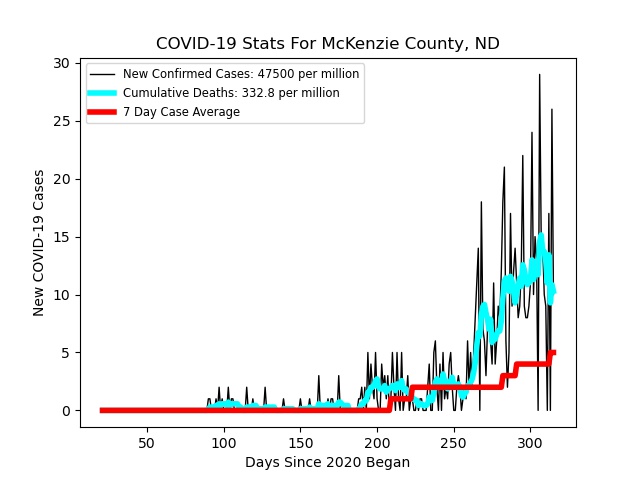 COVID-19 Stats For McKenzie County, ND
New Confirmed Cases: 47500 per million
Cumulative Deaths: 332.8 per million
7 Day Case Average
New COVID-19 Cases
30
25
20
15
10
5
0
50 100 150 200 250 300
Days Since 2020 Began